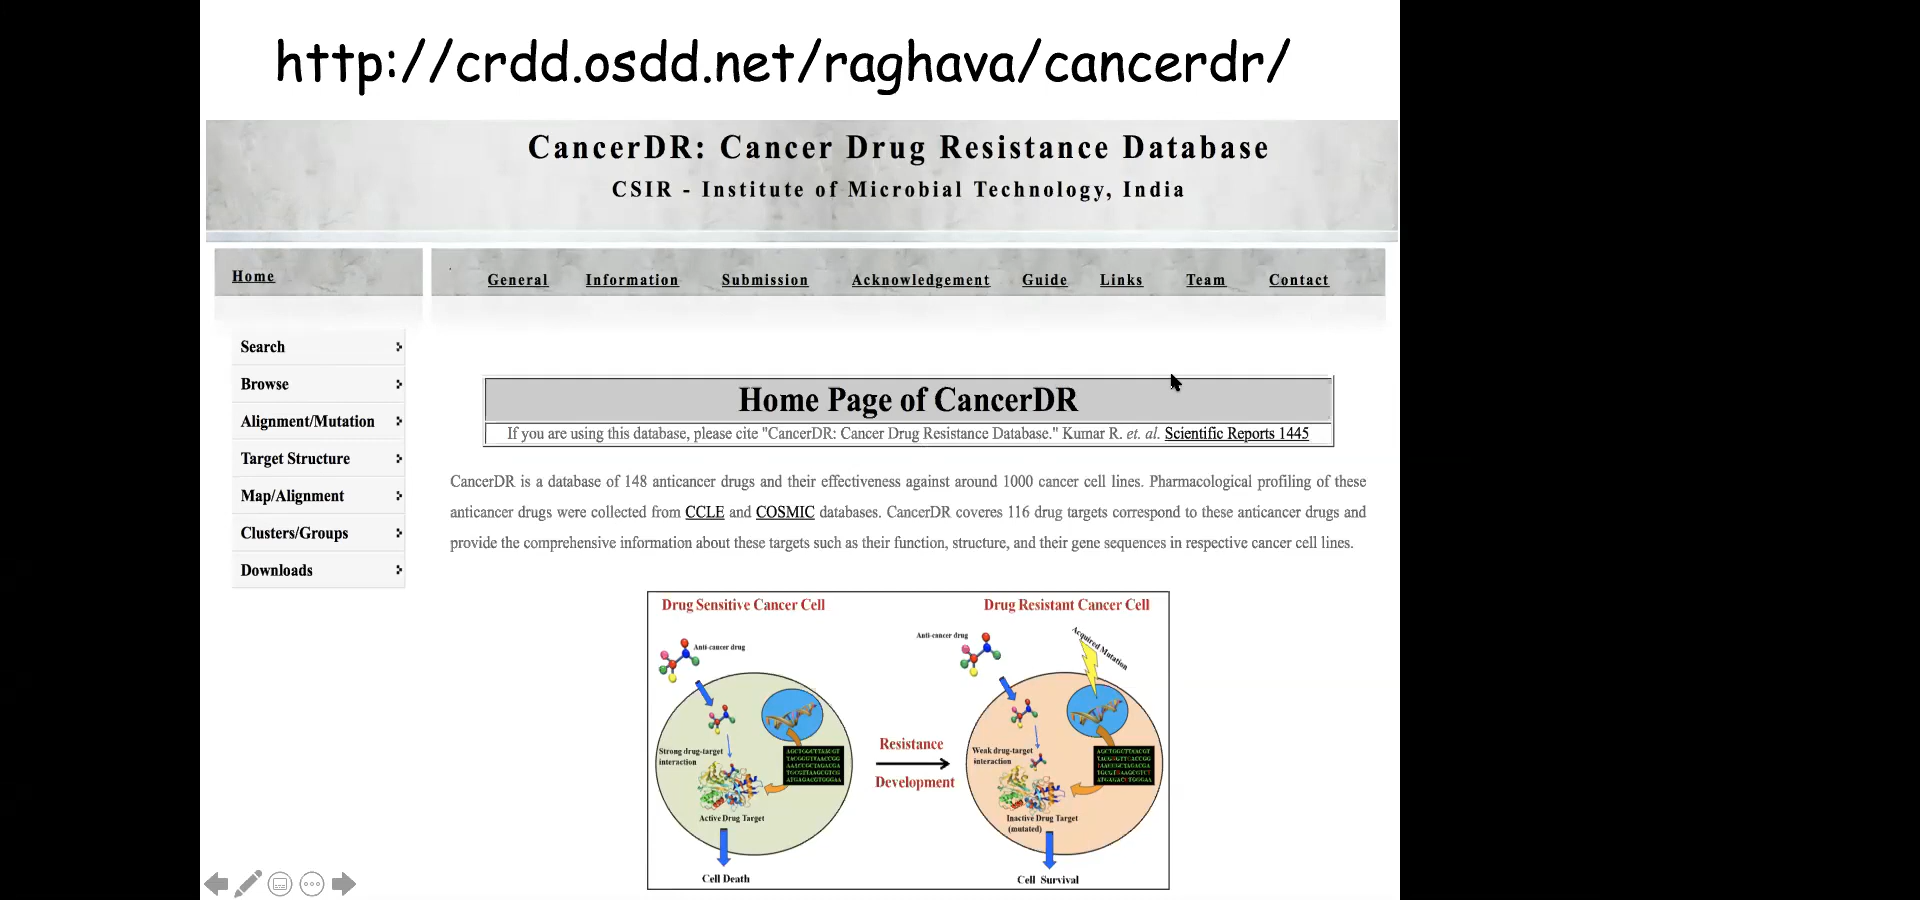 http://crdd.osdd.net/raghava/cancerdr/
CancerDR: Cancer Drug Resistance Database
CSIR - Institute of Microbial Technology, India
Home
General Information Submission Acknowledgement Guide Links Team Contact
Search
Browse
Alignment/Mutation
Target Structure
Map/Alignment
Clusters/Groups
Downloads
Home Page of CancerDR
If you are using this database, please cite "CancerDR: Cancer Drug Resistance Database." Kumar R. et. al. Scientific Reports 1445
CancerDR is a database of 148 anticancer drugs and their effectiveness against around 1000 cancer cell lines. Pharmacological profiling of these
anticancer drugs were collected from CCLE and COSMIC databases. CancerDR coveres 116 drug targets correspond to these anticancer drugs and
provide the comprehensive information about these targets such as their function, structure, and their gene sequences in respective cancer cell lines.
Drug Sensitive Cancer Cell
Anti-cancer drug
Strong drug-target
interaction
Active Drug Target
Cell Death
Resistance
Development
Drug Resistant Cancer Cell
Anti-cancer drug
Acquired Mutation
Weak drug-target
interaction
Inactive Drug Target
(mutated)
Cell Survival